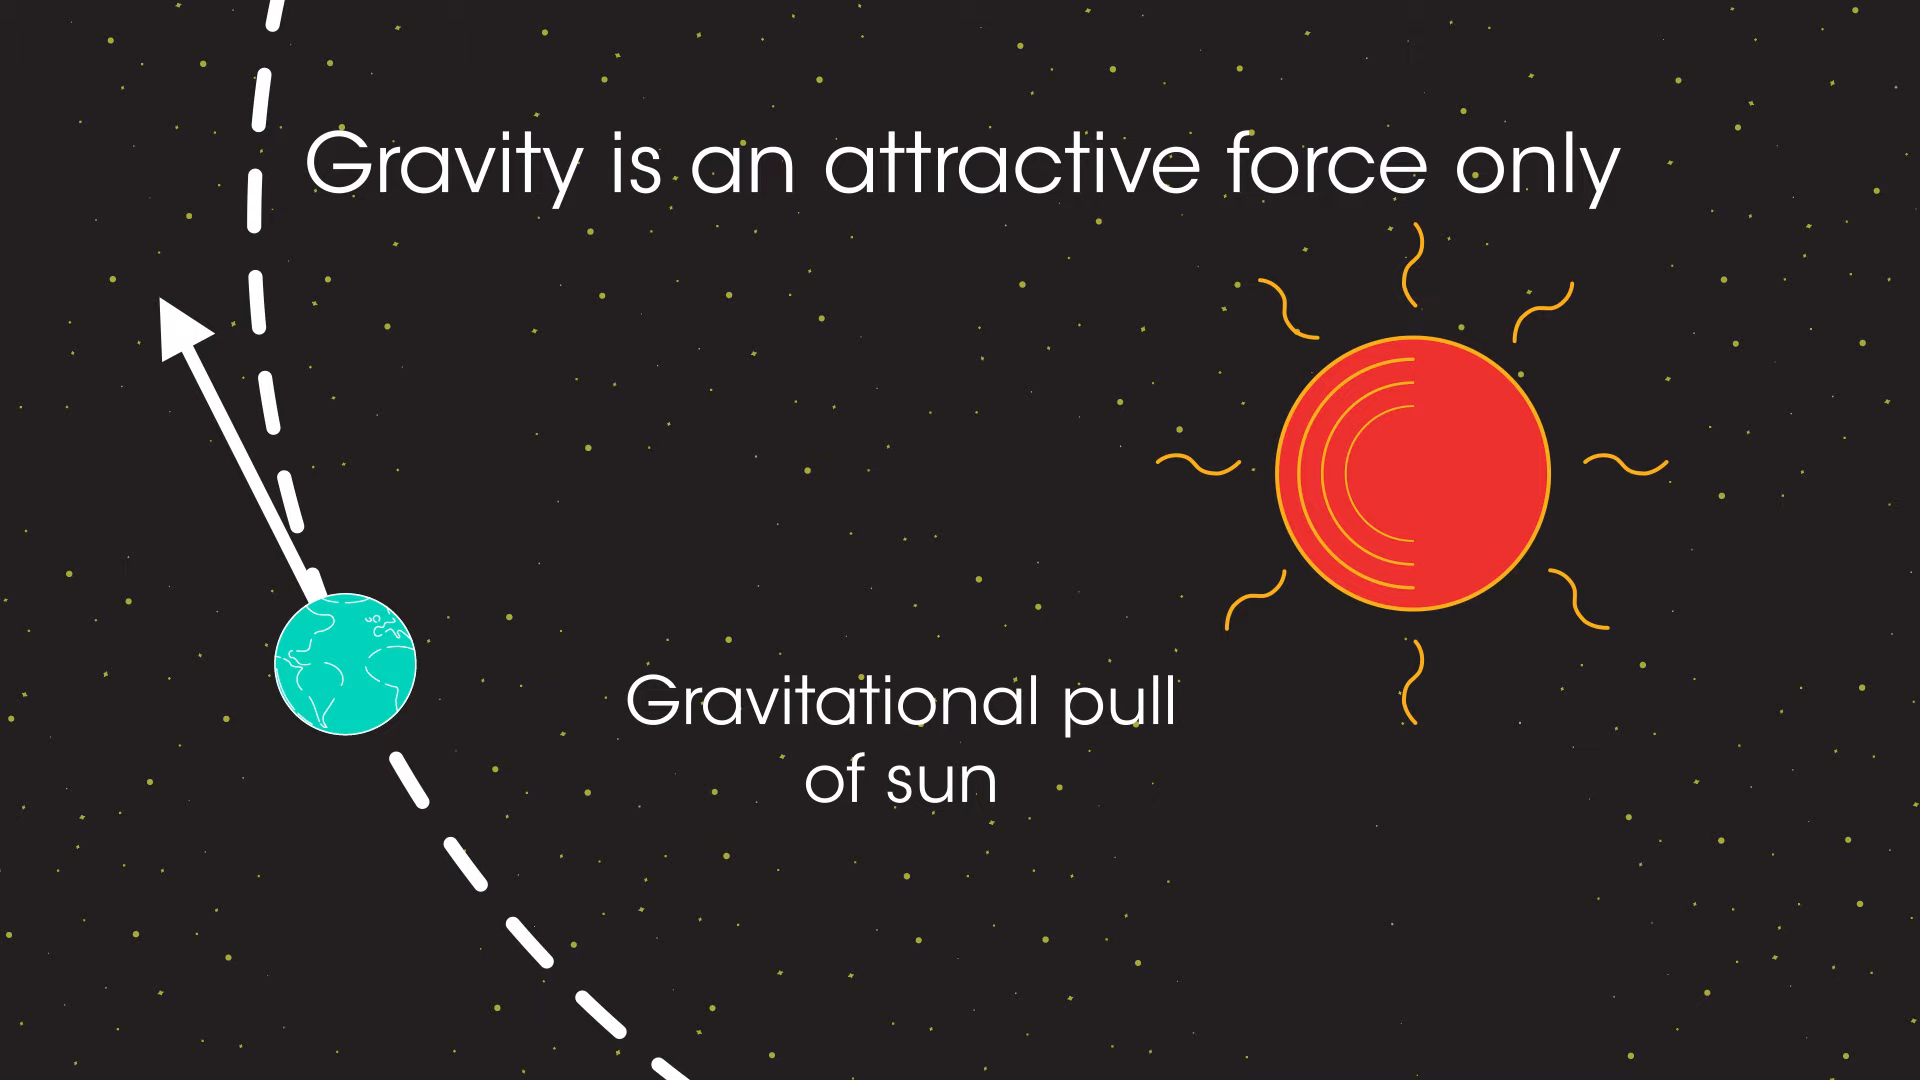 Gravity is an attractive force only
Gravitational pull
of sun